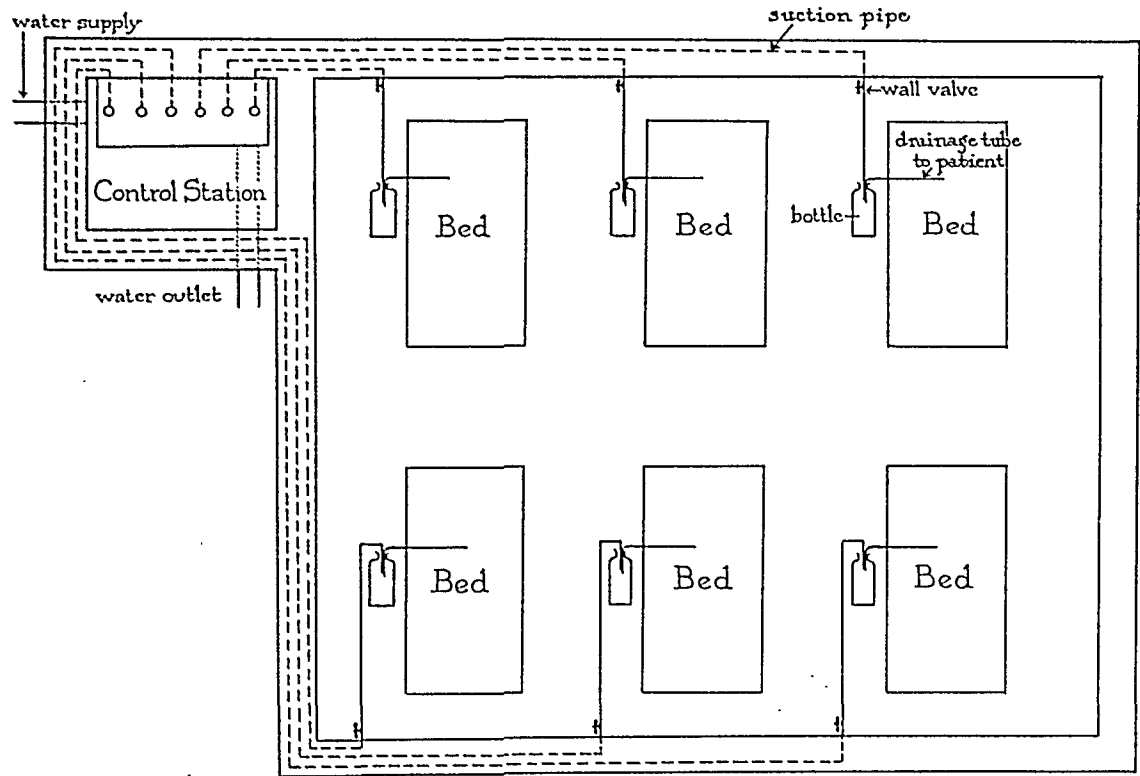 water supply
suction pipe
wall valve
drainage tube
to patient
Control Station
bottle
Bed
Bed
Bed
water outlet
Bed
Bed
Bed